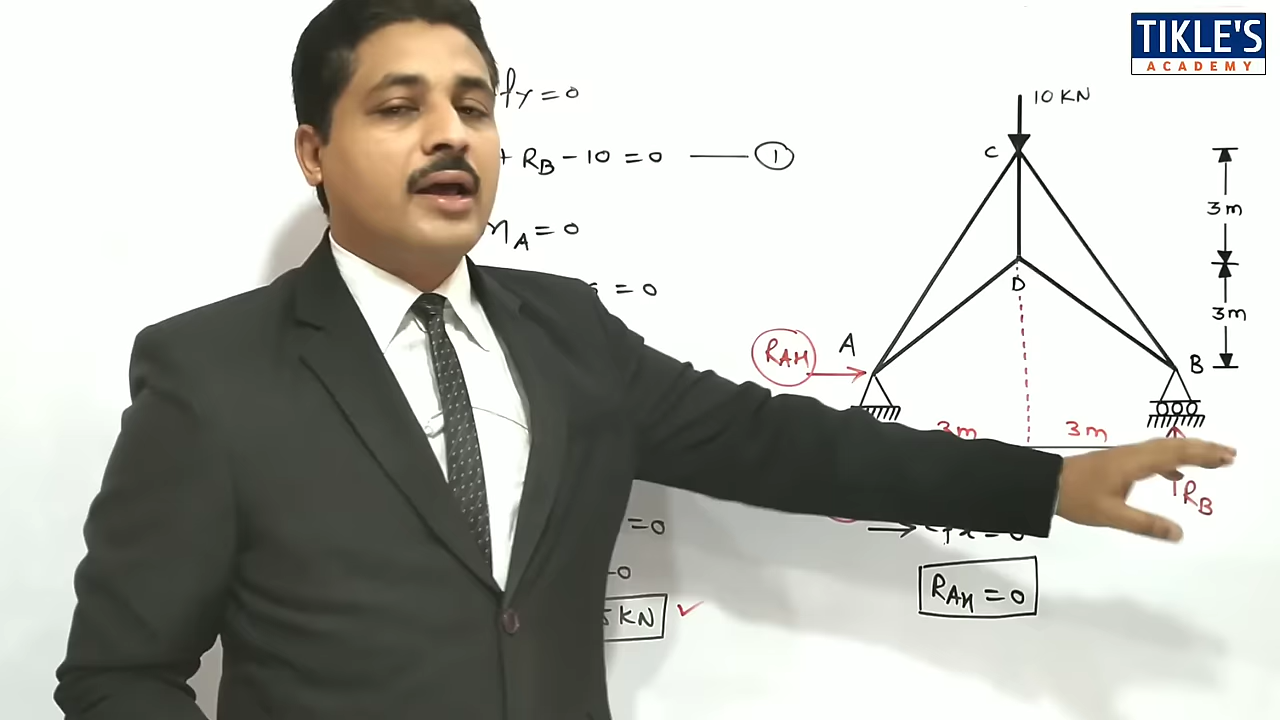 TIKLE'S
ACADEMY
fy = 0
+ RB − 10 = 0 ①
A = 0
= 0
= 0
5 KN ✓
10 KN
C
3m
D
3m
RAH
A
B
3m
3m
RB
= 0
RAH = 0